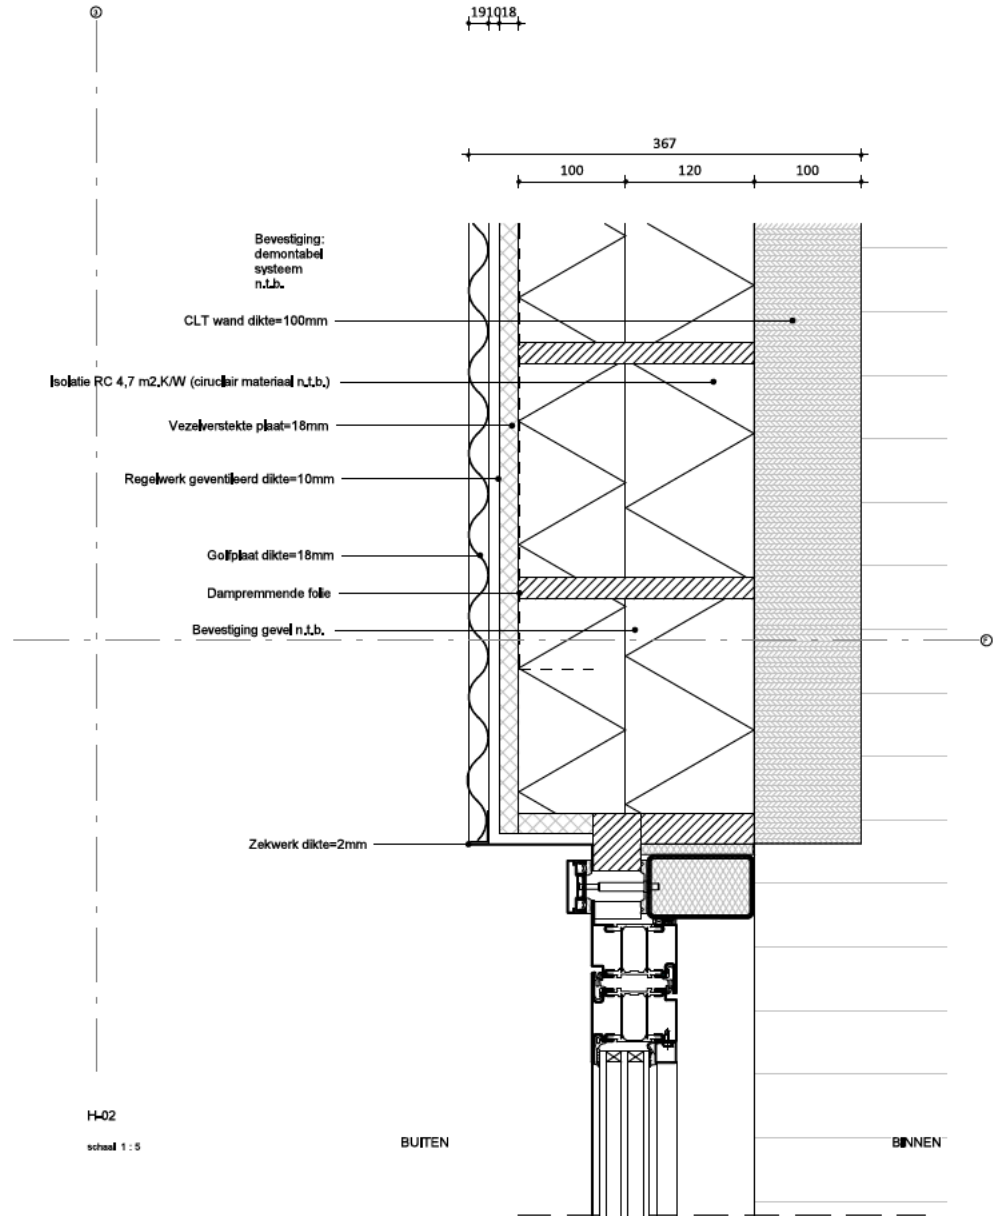 191018
367
100 120 100
Bevestiging:
demontabel
systeem
n.t.b.
CLT wand dikte=100mm
Isolatie RC 4,7 m2.K/W (ciruclair materiaal n.t.b.)
Vezelverstekte plaat=18mm
Regelwerk geventileerd dikte=10mm
Golfplaat dikte=18mm
Dampremmende folie
Bevestiging gevel n.t.b.
Zekwerk dikte=2mm
H-02
schaal 1 : 5
BUITEN
BINNEN